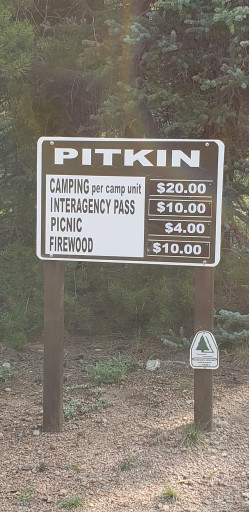 PITKIN
CAMPING per camp unit $20.00
INTERAGENCY PASS $10.00
PICNIC $4.00
FIREWOOD $10.00